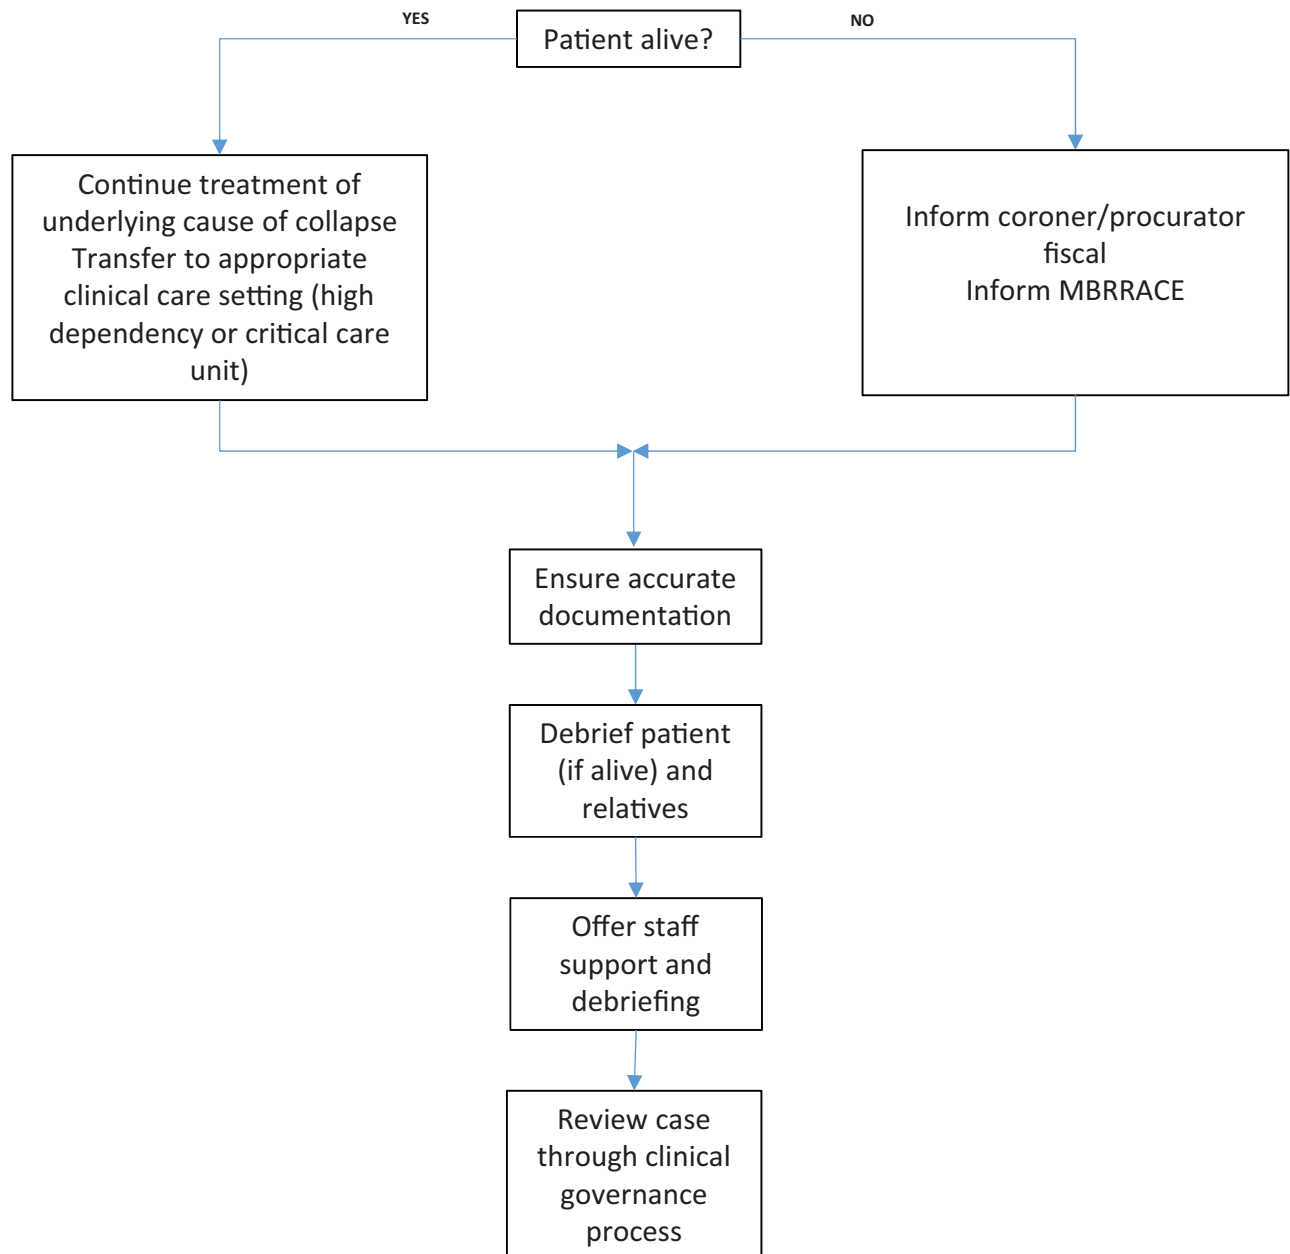 YES
Patient alive?
NO
Continue treatment of
underlying cause of collapse
Transfer to appropriate
clinical care setting (high
dependency or critical care
unit)
Inform coroner/procurator
fiscal
Inform MBRRACE
Ensure accurate
documentation
Debrief patient
(if alive) and
relatives
Offer staff
support and
debriefing
Review case
through clinical
governance
process